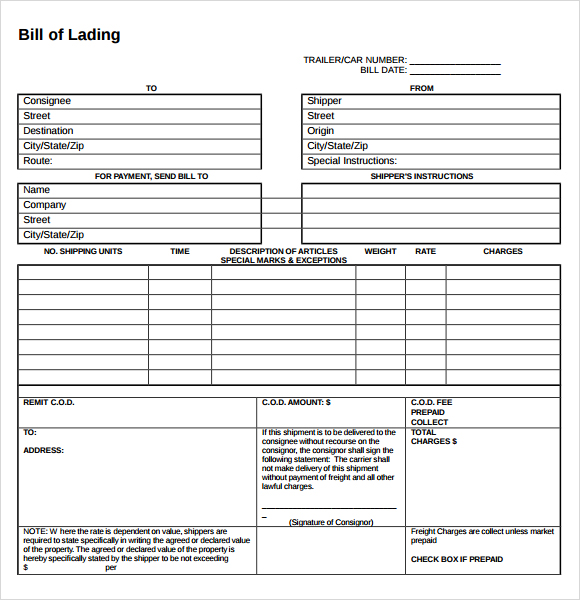 Bill of Lading
TRAILER/CAR NUMBER: ___________________
BILL DATE: ___________________
TO
Consignee
Street
Destination
City/State/Zip
Route:
FROM
Shipper
Street
Origin
City/State/Zip
Special Instructions:
FOR PAYMENT, SEND BILL TO
Name
Company
Street
City/State/Zip
SHIPPER'S INSTRUCTIONS
NO. SHIPPING UNITS TIME DESCRIPTION OF ARTICLES WEIGHT RATE CHARGES
SPECIAL MARKS & EXCEPTIONS
REMIT C.O.D.
C.O.D. AMOUNT: $
C.O.D. FEE
PREPAID
COLLECT
TO:
ADDRESS:
If this shipment is to be delivered to the
consignee without recourse on the
consignor, the consignor shall sign the
following statement: The carrier shall
not make delivery of this shipment
without payment of freight and all other
lawful charges.
_
(Signature of Consignor)
TOTAL
CHARGES $
NOTE: W here the rate is dependent on value, shippers are
required to state specifically in writing the agreed or declared value
of the property. The agreed or declared value of the property is
hereby specifically stated by the shipper to be not exceeding
$ per
Freight Charges are collect unless market
prepaid
CHECK BOX IF PREPAID